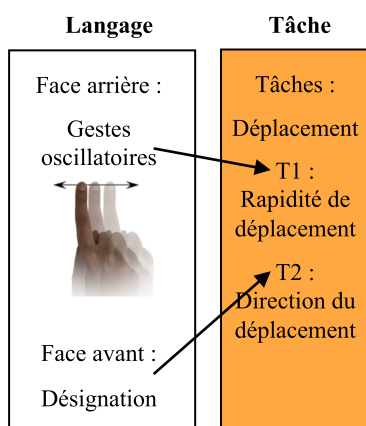 Langage
Face arrière :
Gestes
oscillatoires
Face avant :
Désignation
Tâche
Tâches :
Déplacement
T1 :
Rapidité de
déplacement
T2 :
Direction du
déplacement